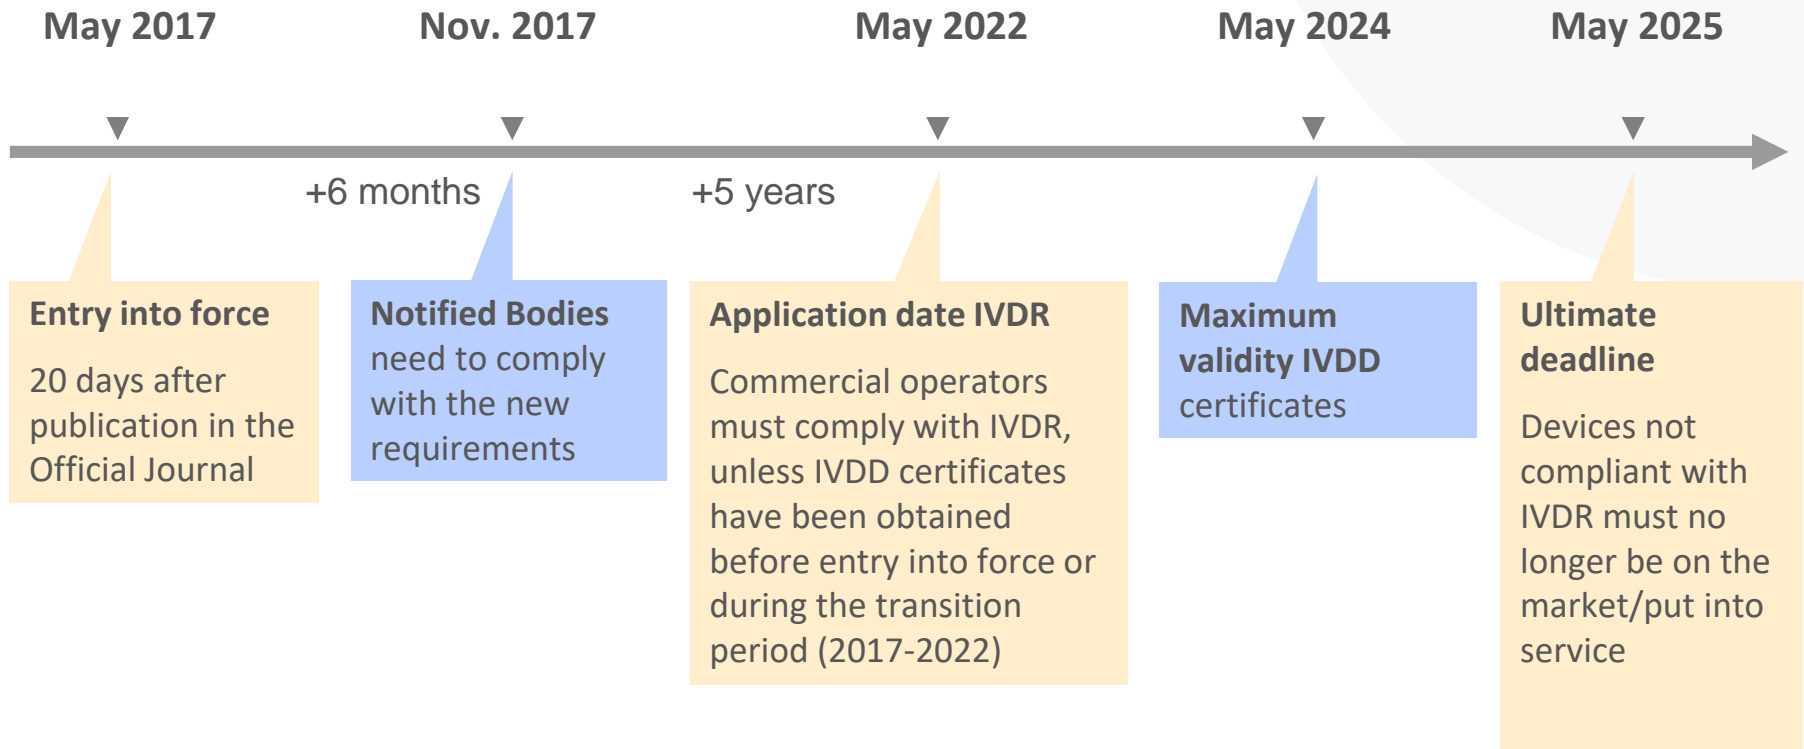 May 2017
Nov. 2017
May 2022
May 2024
May 2025
+6 months
+5 years
Entry into force
20 days after
publication in the
Official Journal
Notified Bodies
need to comply
with the new
requirements
Application date IVDR
Commercial operators
must comply with IVDR,
unless IVDD certificates
have been obtained
before entry into force or
during the transition
period (2017-2022)
Maximum
validity IVDD
certificates
Ultimate
deadline
Devices not
compliant with
IVDR must no
longer be on the
market/put into
service